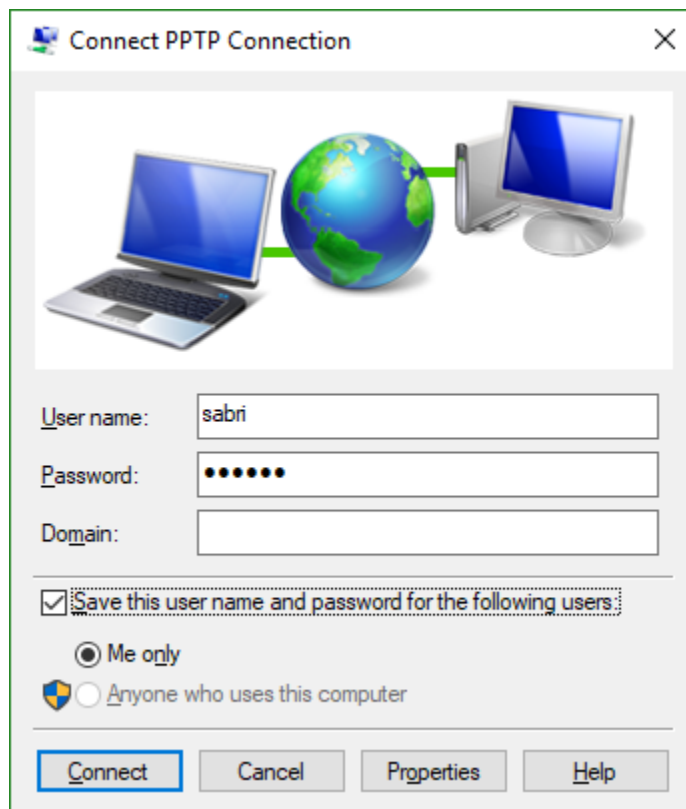 Connect PPTP Connection
User name:
sabri
Password:
••••••
Domain:
Save this user name and password for the following users:
Me only
Anyone who uses this computer
Connect
Cancel
Properties
Help